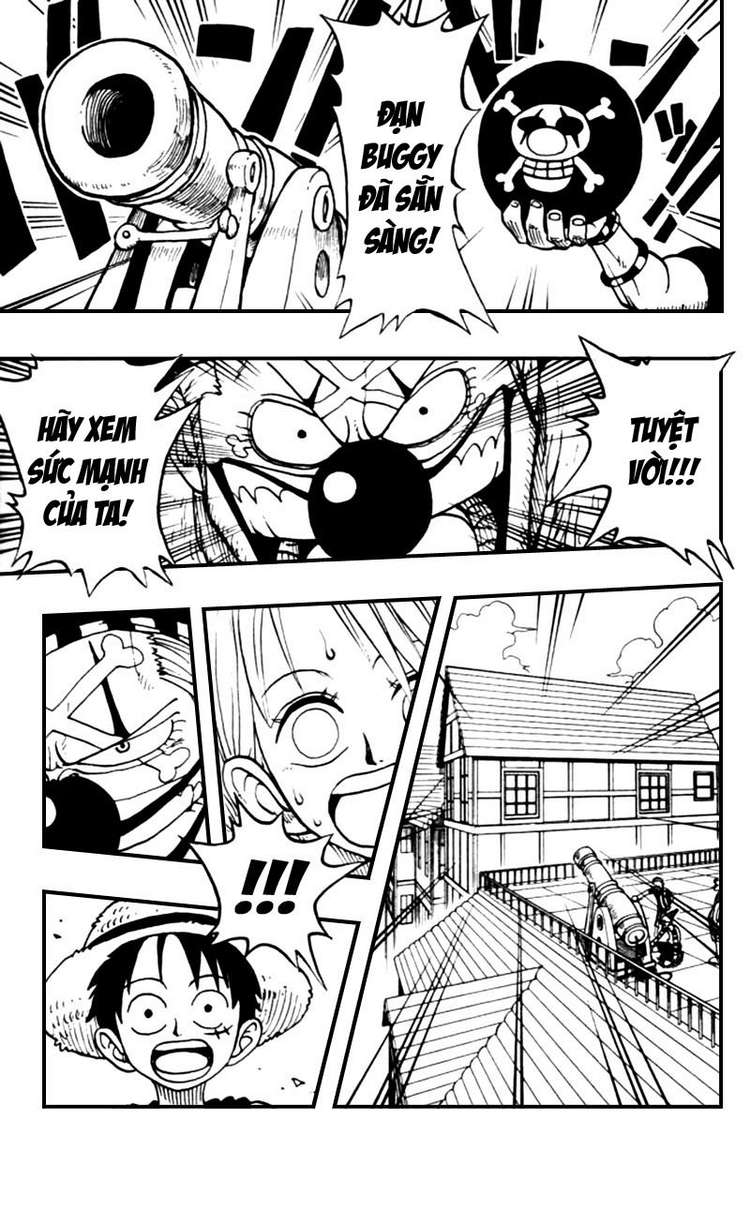 ĐẠN
BUGGY
ĐÃ SẴN
SÀNG!
TUYỆT
VỜI!!!
HÃY XEM
SỨC MẠNH
CỦA TA!
!!!